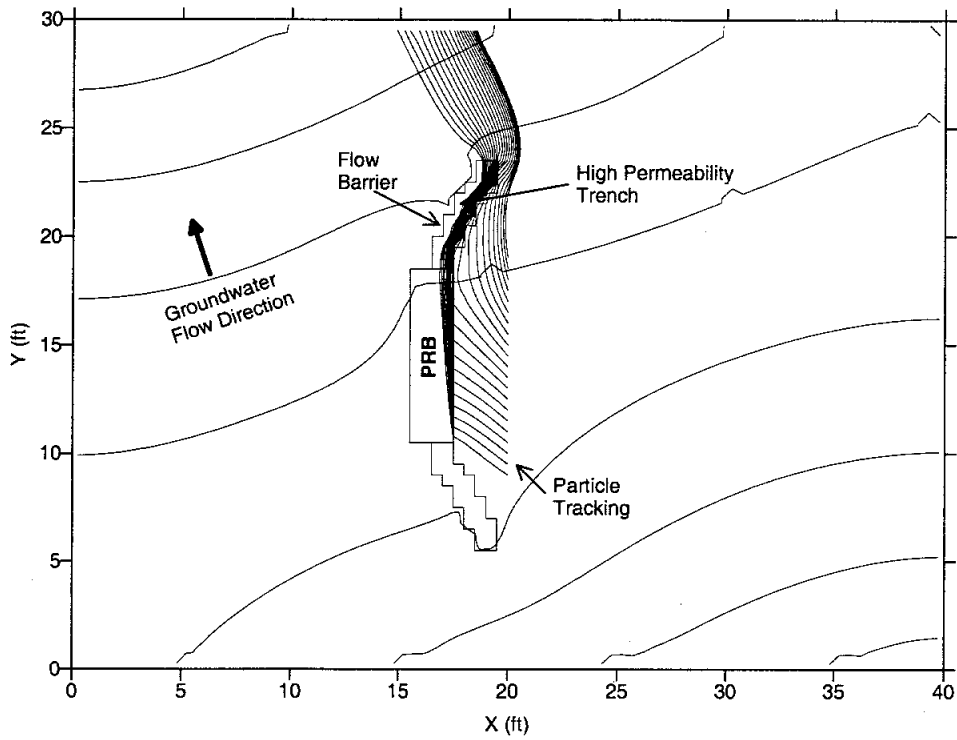 30
25
20
15
10
5
0
Y (ft)
Flow
Barrier
High Permeability
Trench
Groundwater
Flow Direction
PRB
Particle
Tracking
0
5
10
15
20
25
30
35
40
X (ft)